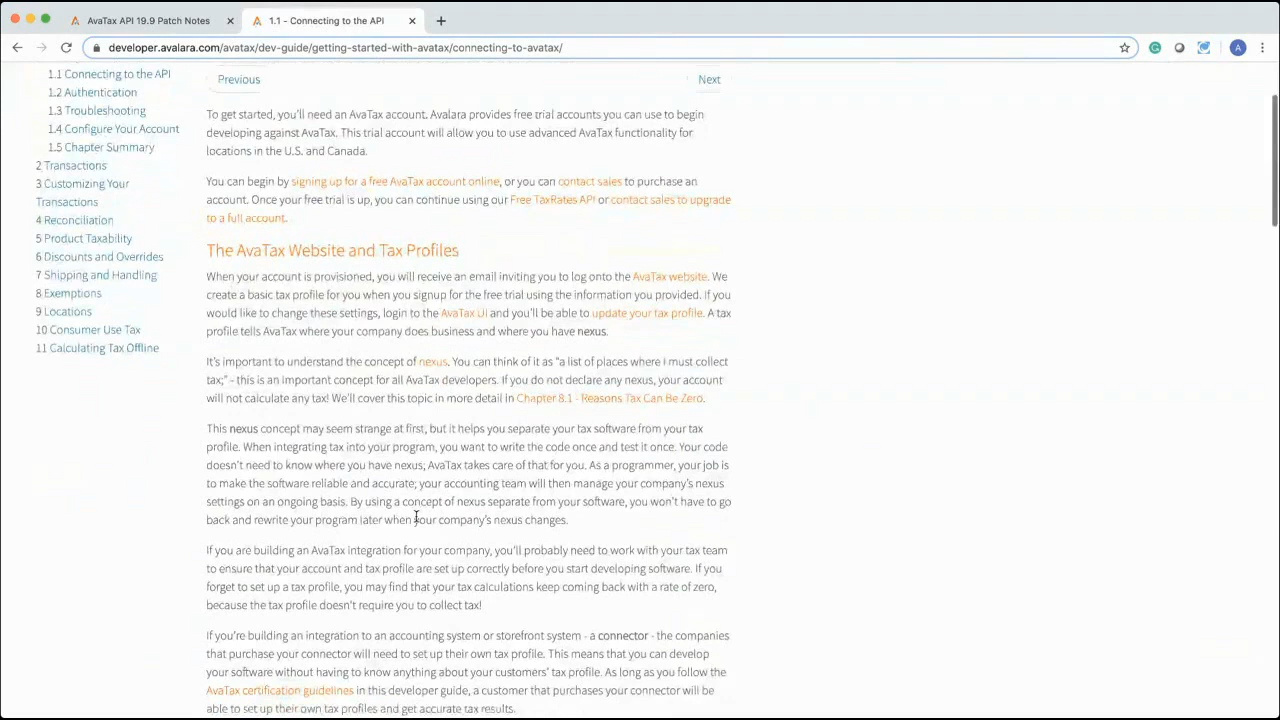 AvaTax API 19.9 Patch Notes
1.1 - Connecting to the API
developer.avalara.com/avatax/dev-guide/getting-started-with-avatax/connecting-to-avatax/
A
1.1 Connecting to the API
1.2 Authentication
1.3 Troubleshooting
1.4 Configure Your Account
1.5 Chapter Summary
2 Transactions
3 Customizing Your
Transactions
4 Reconciliation
5 Product Taxability
6 Discounts and Overrides
7 Shipping and Handling
8 Exemptions
9 Locations
10 Consumer Use Tax
11 Calculating Tax Offline
Previous
Next
To get started, you'll need an AvaTax account. Avalara provides free trial accounts you can use to begin
developing against AvaTax. This trial account will allow you to use advanced AvaTax functionality for
locations in the U.S. and Canada.
You can begin by signing up for a free AvaTax account online, or you can contact sales to purchase an
account. Once your free trial is up, you can continue using our Free TaxRates API or contact sales to upgrade
to a full account.
The AvaTax Website and Tax Profiles
When your account is provisioned, you will receive an email inviting you to log onto the AvaTax website. We
create a basic tax profile for you when you signup for the free trial using the information you provided. If you
would like to change these settings, login to the AvaTax UI and you'll be able to update your tax profile. A tax
profile tells AvaTax where your company does business and where you have nexus.
It's important to understand the concept of nexus. You can think of it as "a list of places where I must collect
tax;" - this is an important concept for all AvaTax developers. If you do not declare any nexus, your account
will not calculate any tax! We'll cover this topic in more detail in Chapter 8.1 - Reasons Tax Can Be Zero.
This nexus concept may seem strange at first, but it helps you separate your tax software from your tax
profile. When integrating tax into your program, you want to write the code once and test it once. Your code
doesn't need to know where you have nexus; AvaTax takes care of that for you. As a programmer, your job is
to make the software reliable and accurate; your accounting team will then manage your company's nexus
settings on an ongoing basis. By using a concept of nexus separate from your software, you won't have to go
back and rewrite your program later when your company's nexus changes.
If you are building an AvaTax integration for your company, you'll probably need to work with your tax team
to ensure that your account and tax profile are set up correctly before you start developing software. If you
forget to set up a tax profile, you may find that your tax calculations keep coming back with a rate of zero,
because the tax profile doesn't require you to collect tax!
If you're building an integration to an accounting system or storefront system - a connector - the companies
that purchase your connector will need to set up their own tax profile. This means that you can develop
your software without having to know anything about your customers' tax profile. As long as you follow the
AvaTax certification guidelines in this developer guide, a customer that purchases your connector will be
able to set up their own tax profiles and get accurate tax results.